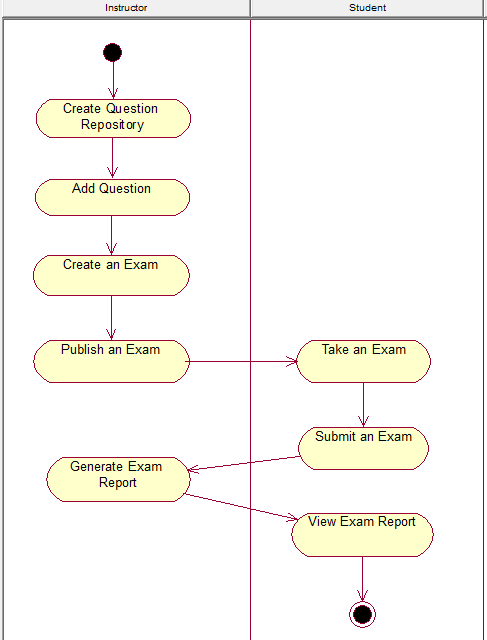 Instructor
Student
Create Question
Repository
Add Question
Create an Exam
Publish an Exam
Take an Exam
Submit an Exam
Generate Exam
Report
View Exam Report